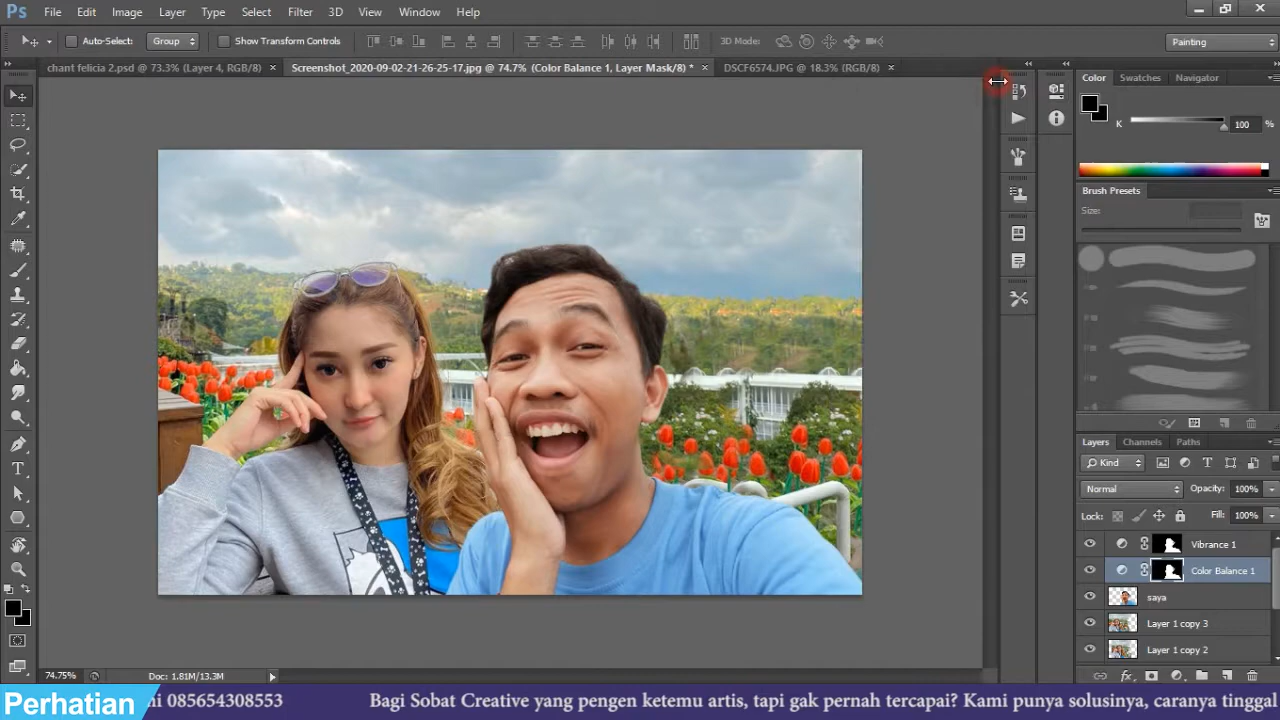 Ps File Edit Image Layer Type Select Filter 3D View Window Help
Auto-Select: Group Show Transform Controls 3D Mode: Painting
chant felicia 2.psd @ 73.3% (Layer 4, RGB/8) × Screenshot_2020-09-02-21-26-25-17.jpg @ 74.7% (Color Balance 1, Layer Mask/8) * × DSCF6574.JPG @ 18.3% (RGB/8) ×
Color Swatches Navigator
K 100 %
Brush Presets
Size:
Layers Channels Paths
Kind
Normal Opacity: 100%
Lock: Fill: 100%
Vibrance 1
Color Balance 1
saya
Layer 1 copy 3
Layer 1 copy 2
74.75% Doc: 1.81M/13.3M
Perhatian ni 085654308553 Bagi Sobat Creative yang pengen ketemu artis, tapi gak pernah tercapai? Kami punya solusinya, caranya tinggal